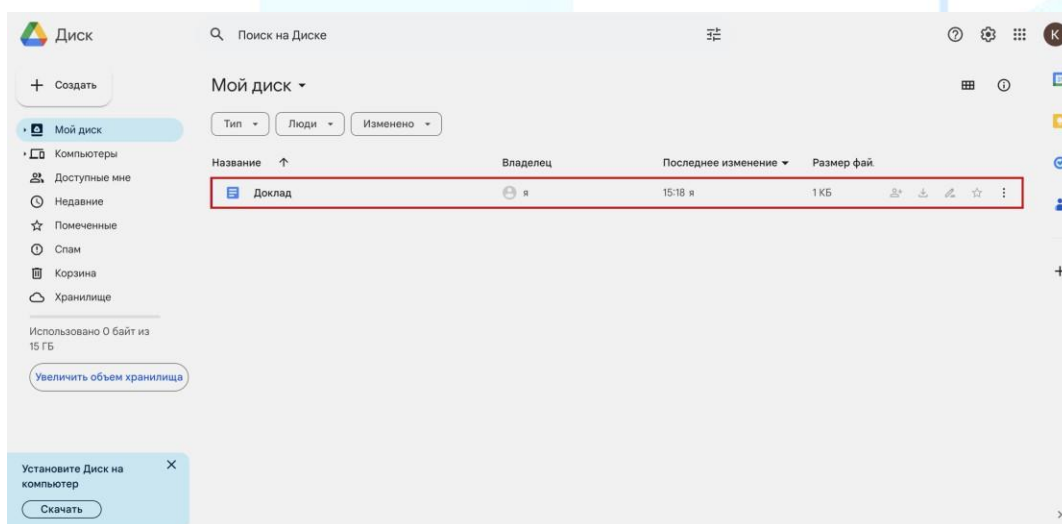 Диск
Поиск на Диске
К
Создать
Мой диск
Тип
Люди
Изменено
Мой диск
Компьютеры
Доступные мне
Недавние
Помеченные
Спам
Корзина
Хранилище
Использовано 0 байт из
15 ГБ
Увеличить объем хранилища
Название
Владелец
Последнее изменение
Размер фай.
Доклад
я
15:18 я
1 КБ
Установите Диск на
компьютер
Скачать